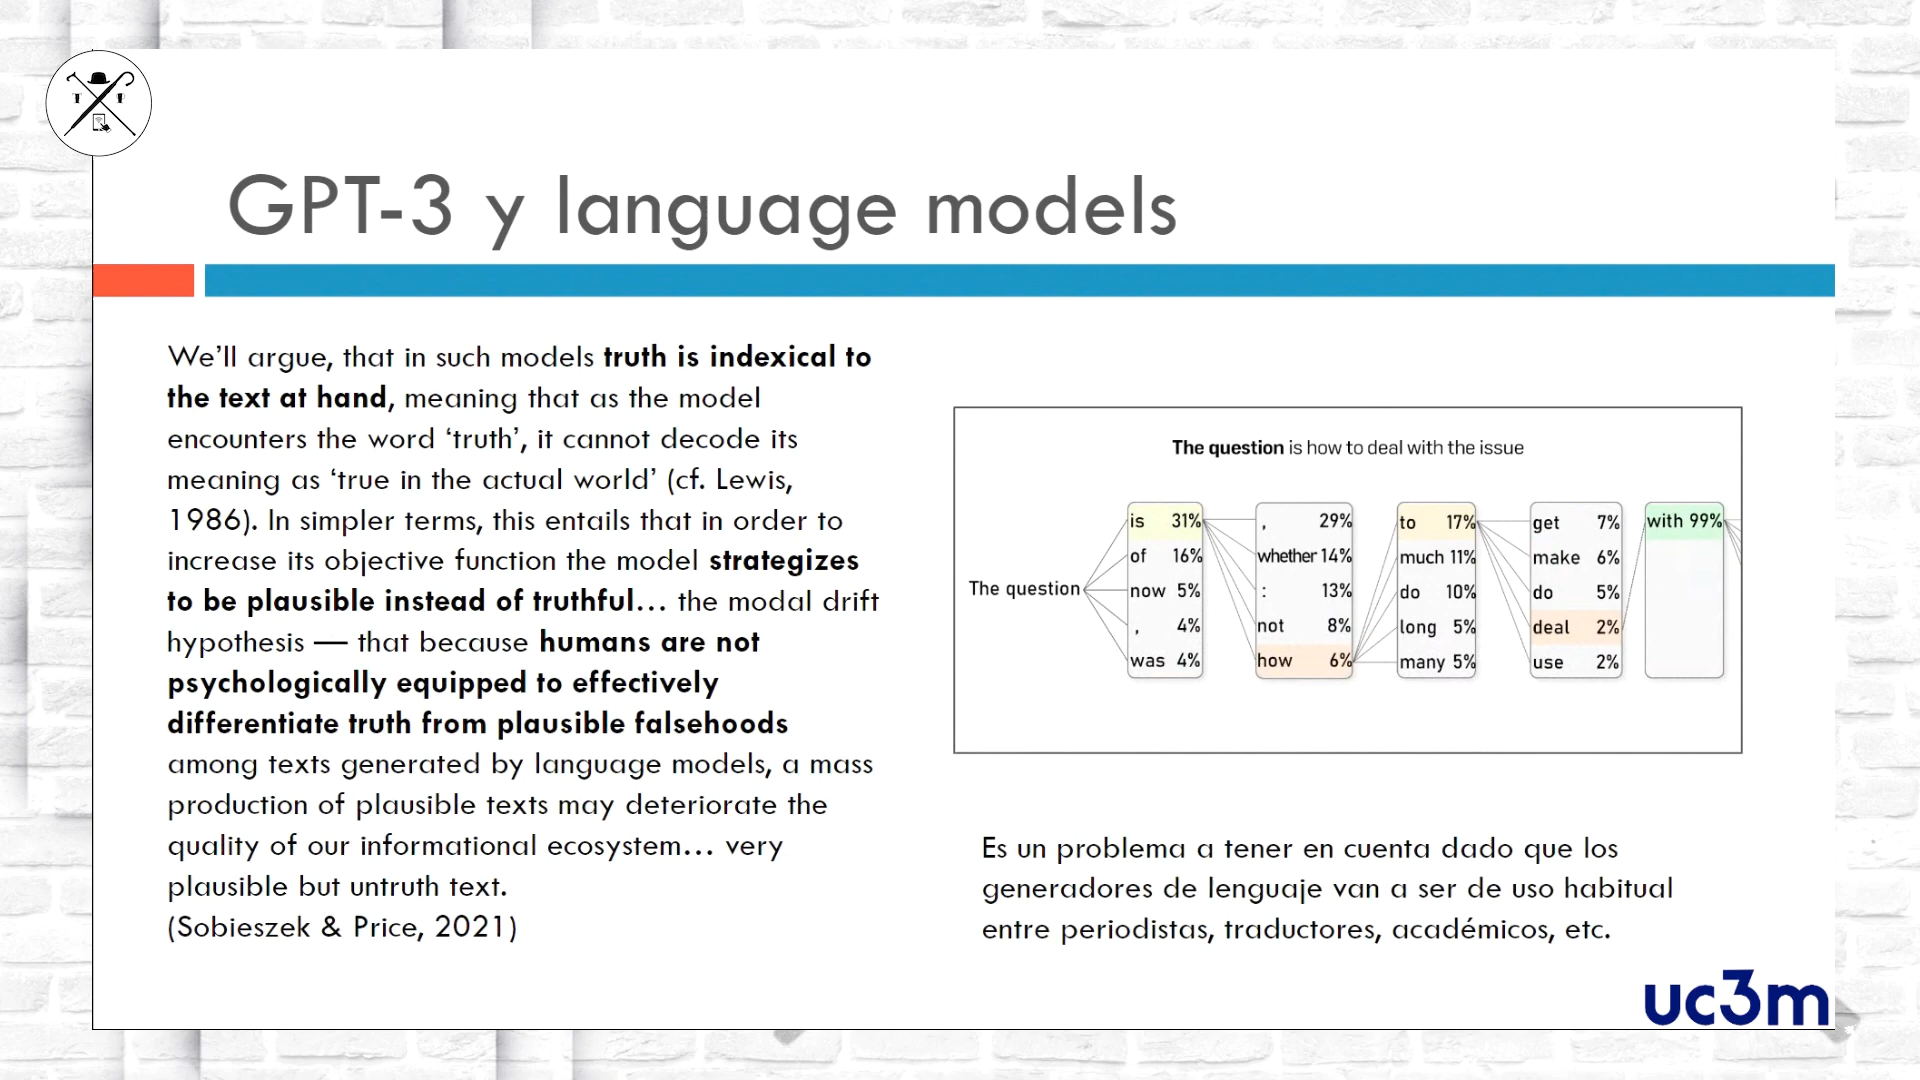 GPT-3 y language models
We’ll argue, that in such models truth is indexical to
the text at hand, meaning that as the model
encounters the word ‘truth’, it cannot decode its
meaning as ‘true in the actual world’ (cf. Lewis,
1986). In simpler terms, this entails that in order to
increase its objective function the model strategizes
to be plausible instead of truthful… the modal drift
hypothesis — that because humans are not
psychologically equipped to effectively
differentiate truth from plausible falsehoods
among texts generated by language models, a mass
production of plausible texts may deteriorate the
quality of our informational ecosystem… very
plausible but untruth text.
(Sobieszek & Price, 2021)
The question is how to deal with the issue
The question
is 31%
of 16%
now 5%
, 4%
was 4%
, 29%
whether 14%
: 13%
not 8%
how 6%
to 17%
much 11%
do 10%
long 5%
many 5%
get 7%
make 6%
do 5%
deal 2%
use 2%
with 99%
Es un problema a tener en cuenta dado que los
generadores de lenguaje van a ser de uso habitual
entre periodistas, traductores, académicos, etc.
uc3m